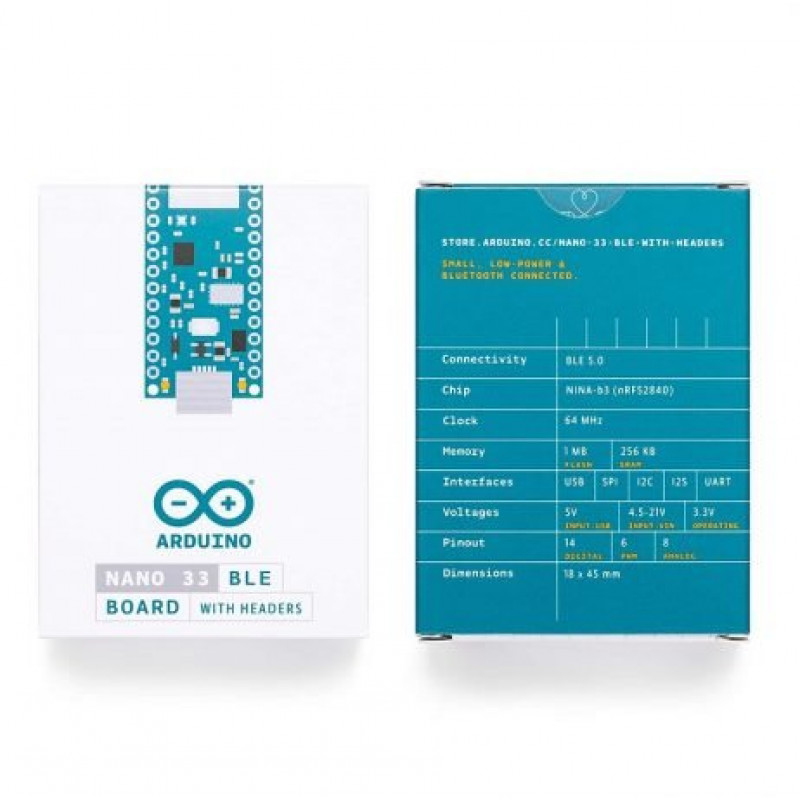 ARDUINO
NANO 33 BLE
BOARD WITH HEADERS
STORE.ARDUINO.CC/NANO-33-BLE-WITH-HEADERS
SMALL, LOW-POWER &
BLUETOOTH CONNECTED.
Connectivity BLE 5.0
Chip NINA-b3 (nRF52840)
Clock 64 MHz
Memory 1 MB 256 KB
FLASH SRAM
Interfaces USB SPI I2C I2S UART
Voltages 5V 4.5-21V 3.3V
INPUT USB INPUT VIN OPERATING
Pinout 14 6 8
DIGITAL PWM ANALOG
Dimensions 18 x 45 mm